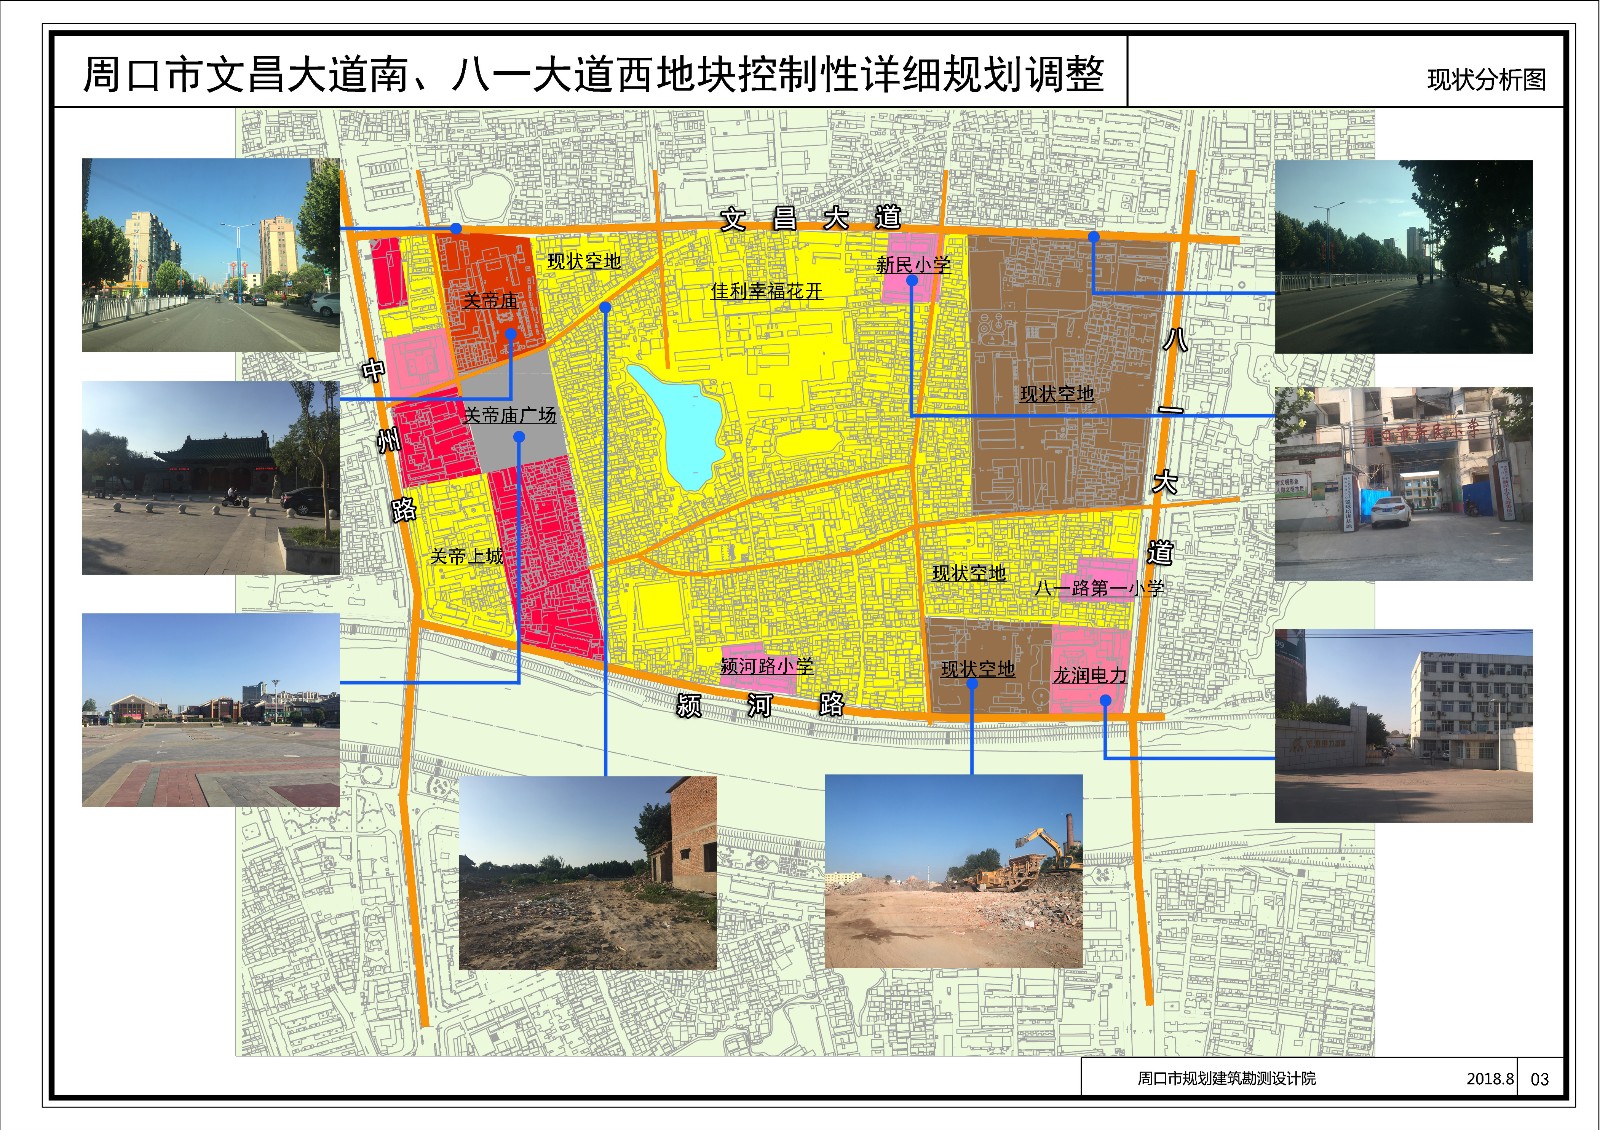 周口市文昌大道南、八一大道西地块控制性详细规划调整
现状分析图
文昌大道
现状空地
新民小学
佳利幸福花开
关帝庙
八一大道
中州路
现状空地
关帝庙广场
关帝上城
现状空地
八一路第一小学
颍河路小学
现状空地
龙润电力
颍河路
周口市规划建筑勘测设计院
2018.8
03